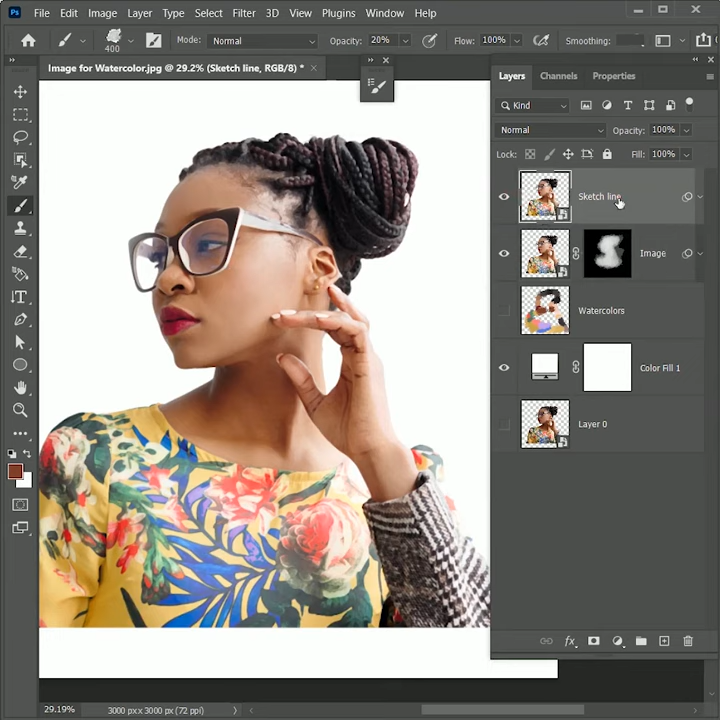 Ps File Edit Image Layer Type Select Filter 3D View Plugins Window Help
400 Mode: Normal Opacity: 20% Flow: 100% Smoothing:
Image for Watercolor.jpg @ 29.2% (Sketch line, RGB/8) *
Layers Channels Properties
Kind
Normal Opacity: 100%
Lock: Fill: 100%
Sketch line
Image
Watercolors
Color Fill 1
Layer 0
fx
29.19% 3000 px x 3000 px (72 ppi)